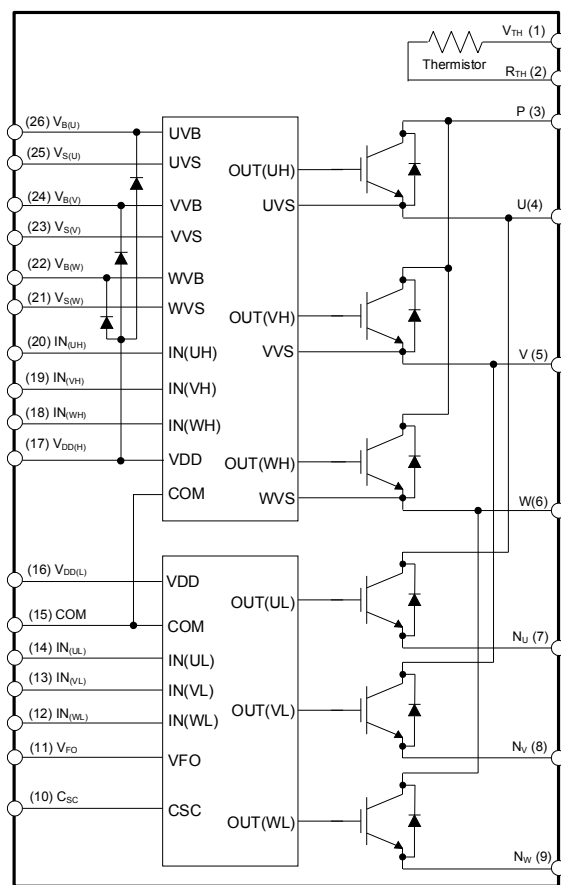 VTH (1)
Thermistor
RTH (2)
P (3)
(26) VB(U)
UVB
(25) VS(U)
UVS
OUT(UH)
(24) VB(V)
VVB
UVS
U(4)
(23) VS(V)
VVS
(22) VB(W)
WVB
(21) VS(W)
WVS
OUT(VH)
(20) IN(UH)
IN(UH)
VVS
V (5)
(19) IN(VH)
IN(VH)
(18) IN(WH)
IN(WH)
(17) VDD(H)
VDD
OUT(WH)
COM
WVS
W(6)
(16) VDD(L)
VDD
OUT(UL)
(15) COM
COM
(14) IN(UL)
IN(UL)
NU (7)
(13) IN(VL)
IN(VL)
(12) IN(WL)
IN(WL)
OUT(VL)
(11) VFO
VFO
NV (8)
(10) CSC
CSC
OUT(WL)
NW (9)